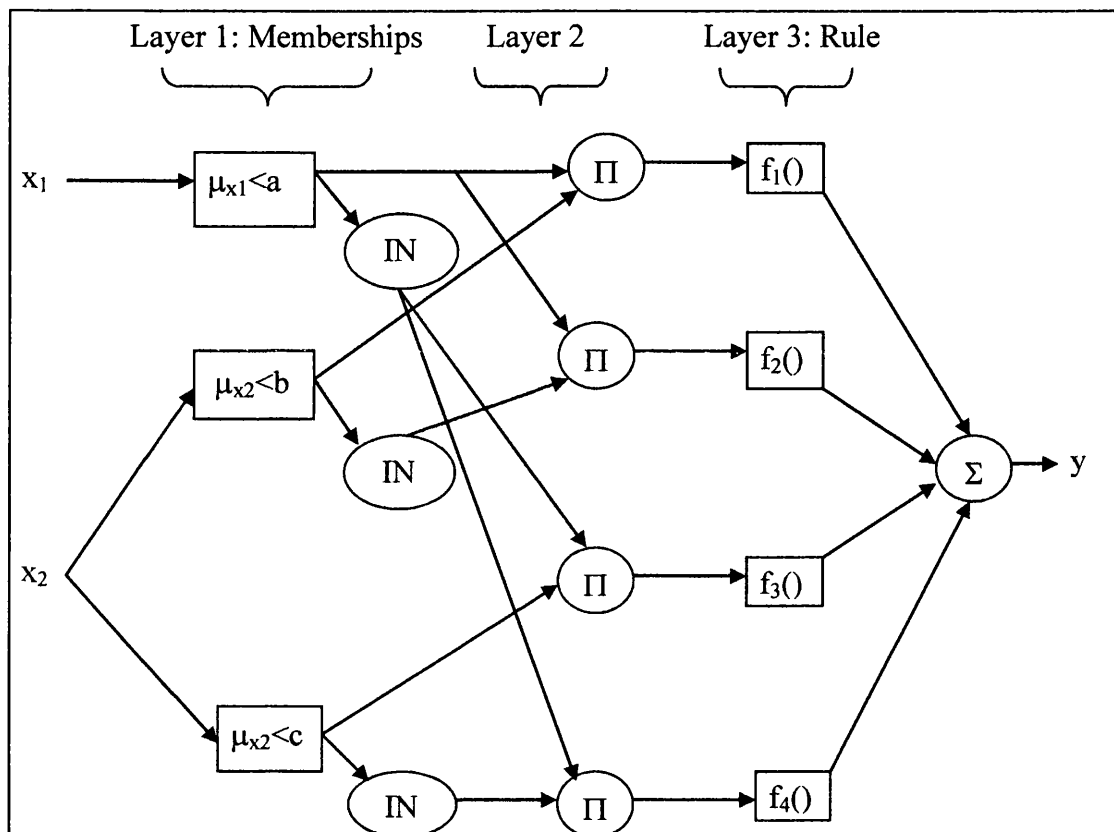 Layer 1: Memberships Layer 2 Layer 3: Rule
x₁ μₓ₁<a Π f₁()
IN
μₓ₂<b Π f₂()
IN Σ y
x₂ Π f₃()
μₓ₂<c
IN Π f₄()